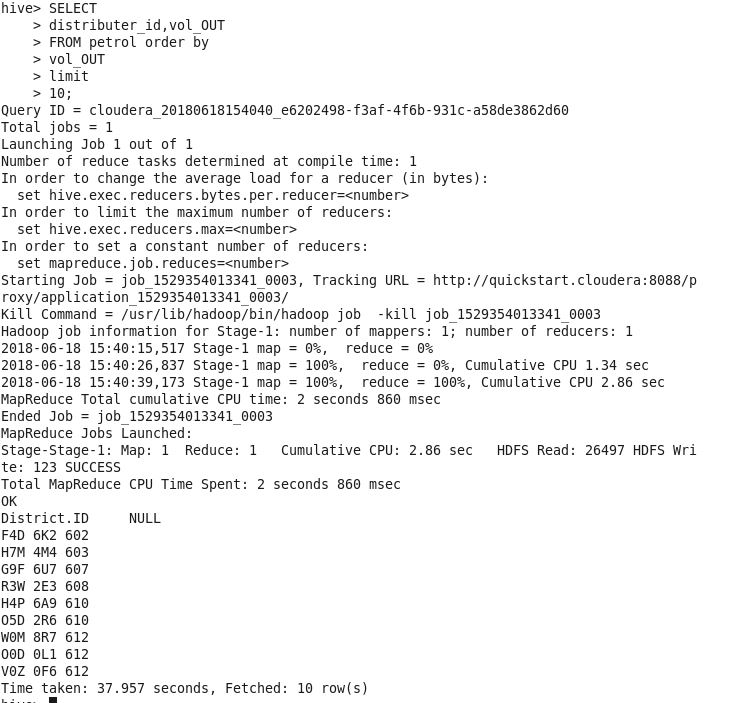 hive> SELECT
    > distributer_id,vol_OUT
    > FROM petrol order by
    > vol_OUT
    > limit
    > 10;
Query ID = cloudera_20180618154040_e6202498-f3af-4f6b-931c-a58de3862d60
Total jobs = 1
Launching Job 1 out of 1
Number of reduce tasks determined at compile time: 1
In order to change the average load for a reducer (in bytes):
  set hive.exec.reducers.bytes.per.reducer=<number>
In order to limit the maximum number of reducers:
  set hive.exec.reducers.max=<number>
In order to set a constant number of reducers:
  set mapreduce.job.reduces=<number>
Starting Job = job_1529354013341_0003, Tracking URL = http://quickstart.cloudera:8088/p
roxy/application_1529354013341_0003/
Kill Command = /usr/lib/hadoop/bin/hadoop job  -kill job_1529354013341_0003
Hadoop job information for Stage-1: number of mappers: 1; number of reducers: 1
2018-06-18 15:40:15,517 Stage-1 map = 0%,  reduce = 0%
2018-06-18 15:40:26,837 Stage-1 map = 100%,  reduce = 0%, Cumulative CPU 1.34 sec
2018-06-18 15:40:39,173 Stage-1 map = 100%,  reduce = 100%, Cumulative CPU 2.86 sec
MapReduce Total cumulative CPU time: 2 seconds 860 msec
Ended Job = job_1529354013341_0003
MapReduce Jobs Launched:
Stage-Stage-1: Map: 1  Reduce: 1   Cumulative CPU: 2.86 sec   HDFS Read: 26497 HDFS Wri
te: 123 SUCCESS
Total MapReduce CPU Time Spent: 2 seconds 860 msec
OK
District.ID     NULL
F4D 6K2 602
H7M 4M4 603
G9F 6U7 607
R3W 2E3 608
H4P 6A9 610
O5D 2R6 610
W0M 8R7 612
O0D 0L1 612
V0Z 0F6 612
Time taken: 37.957 seconds, Fetched: 10 row(s)
hive>